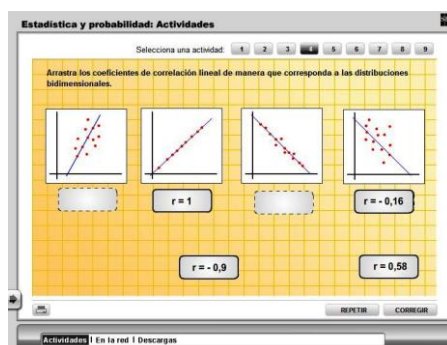 Estadística y probabilidad: Actividades
Selecciona una actividad: 1 2 3 4 5 6 7 8 9
Arrastra los coeficientes de correlación lineal de manera que corresponda a las distribuciones
bidimensionales.
r = 1
r = - 0,16
r = - 0,9
r = 0,58
REPETIR CORREGIR
Actividades | En la red | Descargas